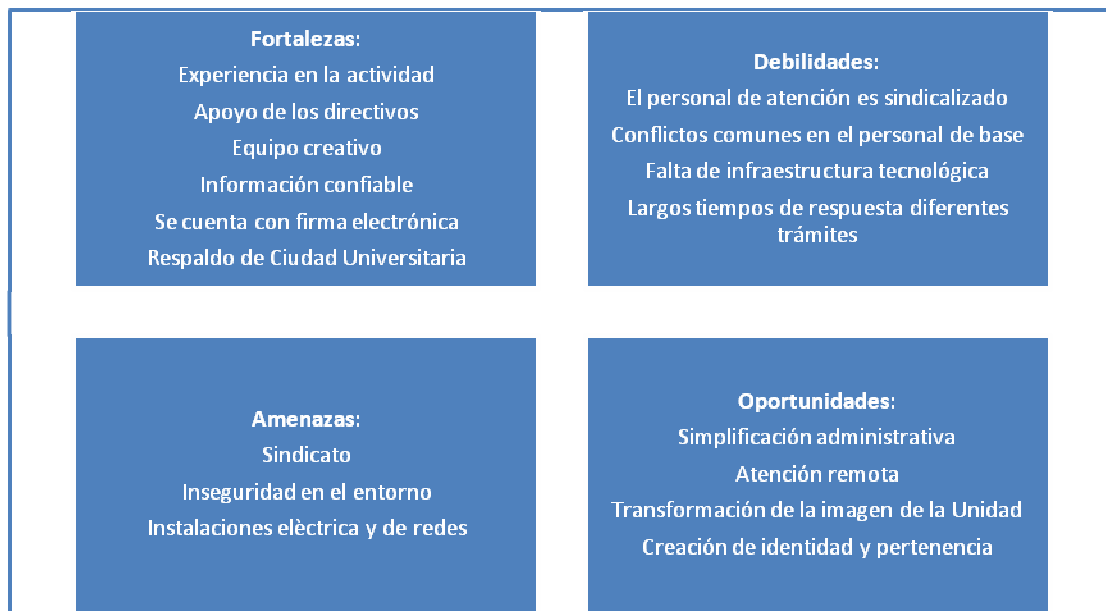 Fortalezas:
Experiencia en la actividad
Apoyo de los directivos
Equipo creativo
Información confiable
Se cuenta con firma electrónica
Respaldo de Ciudad Universitaria
Debilidades:
El personal de atención es sindicalizado
Conflictos comunes en el personal de base
Falta de infraestructura tecnológica
Largos tiempos de respuesta diferentes
trámites
Amenazas:
Sindicato
Inseguridad en el entorno
Instalaciones elèctrica y de redes
Oportunidades:
Simplificación administrativa
Atención remota
Transformación de la imagen de la Unidad
Creación de identidad y pertenencia